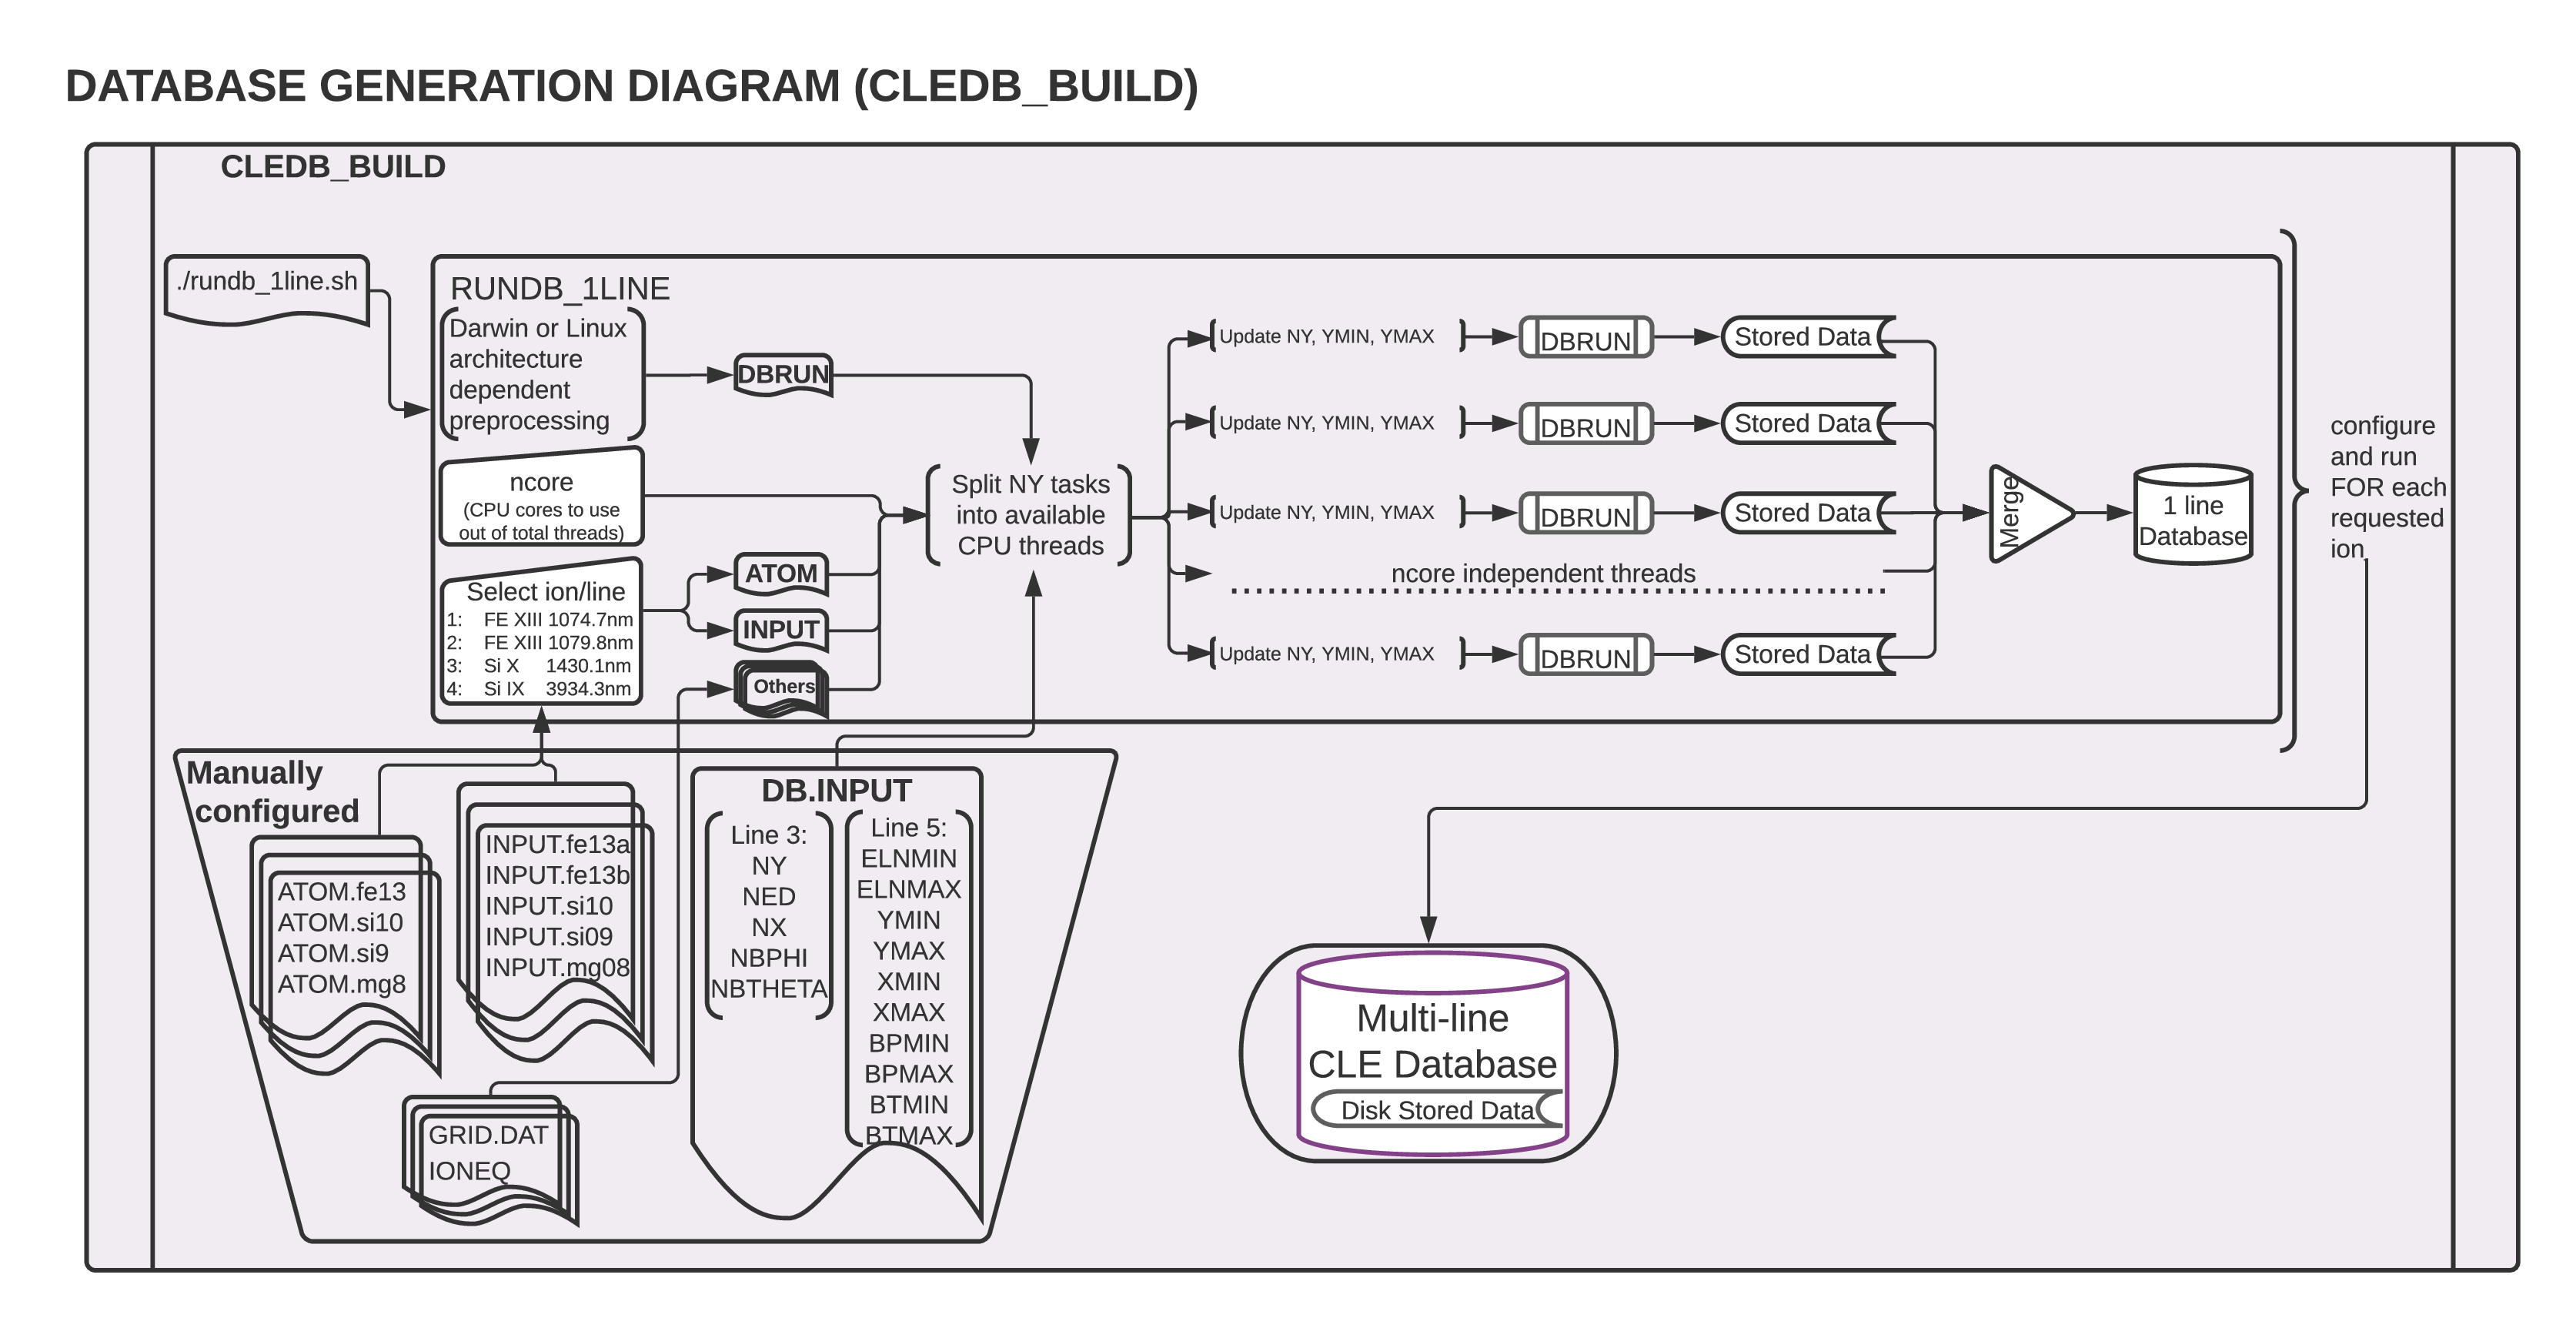 DATABASE GENERATION DIAGRAM (CLEDB_BUILD)
CLEDB_BUILD
./rundb_1line.sh
RUNDB_1LINE
Darwin or Linux
architecture
dependent
preprocessing
DBRUN
ncore
(CPU cores to use
out of total threads)
Select ion/line
1: FE XIII 1074.7nm
2: FE XIII 1079.8nm
3: Si X 1430.1nm
4: Si IX 3934.3nm
ATOM
INPUT
Others
Split NY tasks
into available
CPU threads
Update NY, YMIN, YMAX
DBRUN
Stored Data
Update NY, YMIN, YMAX
DBRUN
Stored Data
Update NY, YMIN, YMAX
DBRUN
Stored Data
ncore independent threads
Update NY, YMIN, YMAX
DBRUN
Stored Data
Merge
1 line
Database
configure
and run
FOR each
requested
ion
Manually
configured
ATOM.fe13
ATOM.si10
ATOM.si9
ATOM.mg8
INPUT.fe13a
INPUT.fe13b
INPUT.si10
INPUT.si09
INPUT.mg08
GRID.DAT
IONEQ
DB.INPUT
Line 3:
NY
NED
NX
NBPHI
NBTHETA
Line 5:
ELNMIN
ELNMAX
YMIN
YMAX
XMIN
XMAX
BPMIN
BPMAX
BTMIN
BTMAX
Multi-line
CLE Database
Disk Stored Data